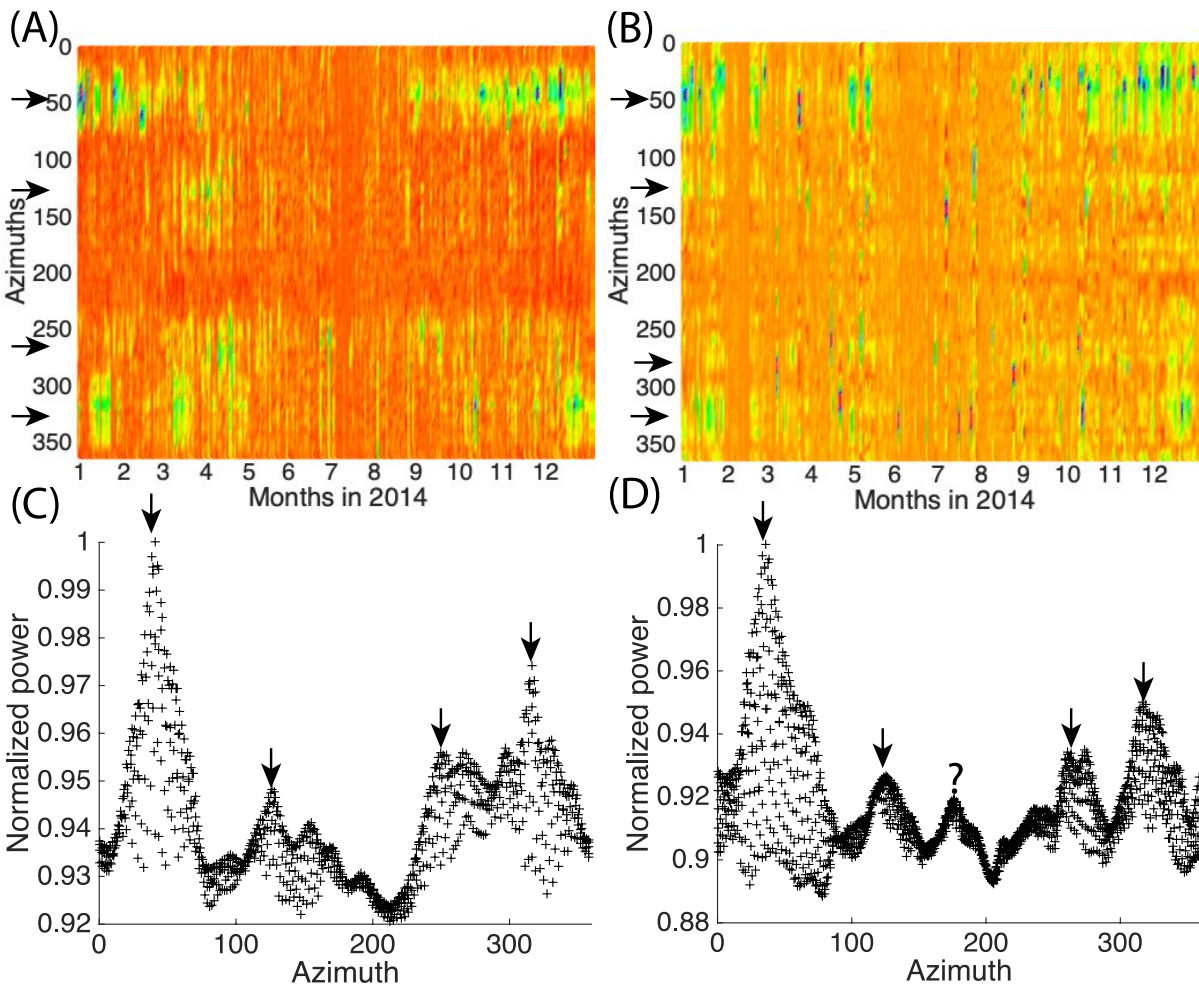 (A)
0
50
100
150
200
250
300
350
Azimuths
1 2 3 4 5 6 7 8 9 10 11 12
Months in 2014
(B)
0
50
100
150
200
250
300
350
Azimuths
1 2 3 4 5 6 7 8 9 10 11 12
Months in 2014
(C)
1
0.99
0.98
0.97
0.96
0.95
0.94
0.93
0.92
Normalized power
0 100 200 300
Azimuth
(D)
1
0.98
0.96
0.94
0.92
0.9
0.88
Normalized power
?
0 100 200 300
Azimuth